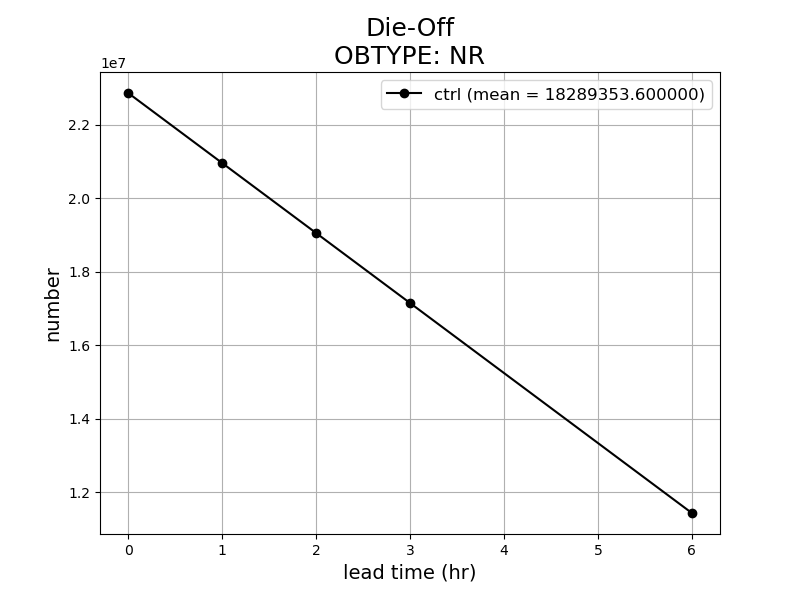 Die-Off
OBTYPE: NR
1e7
ctrl (mean = 18289353.600000)
2.2
2.0
1.8
1.6
1.4
1.2
number
0 1 2 3 4 5 6
lead time (hr)